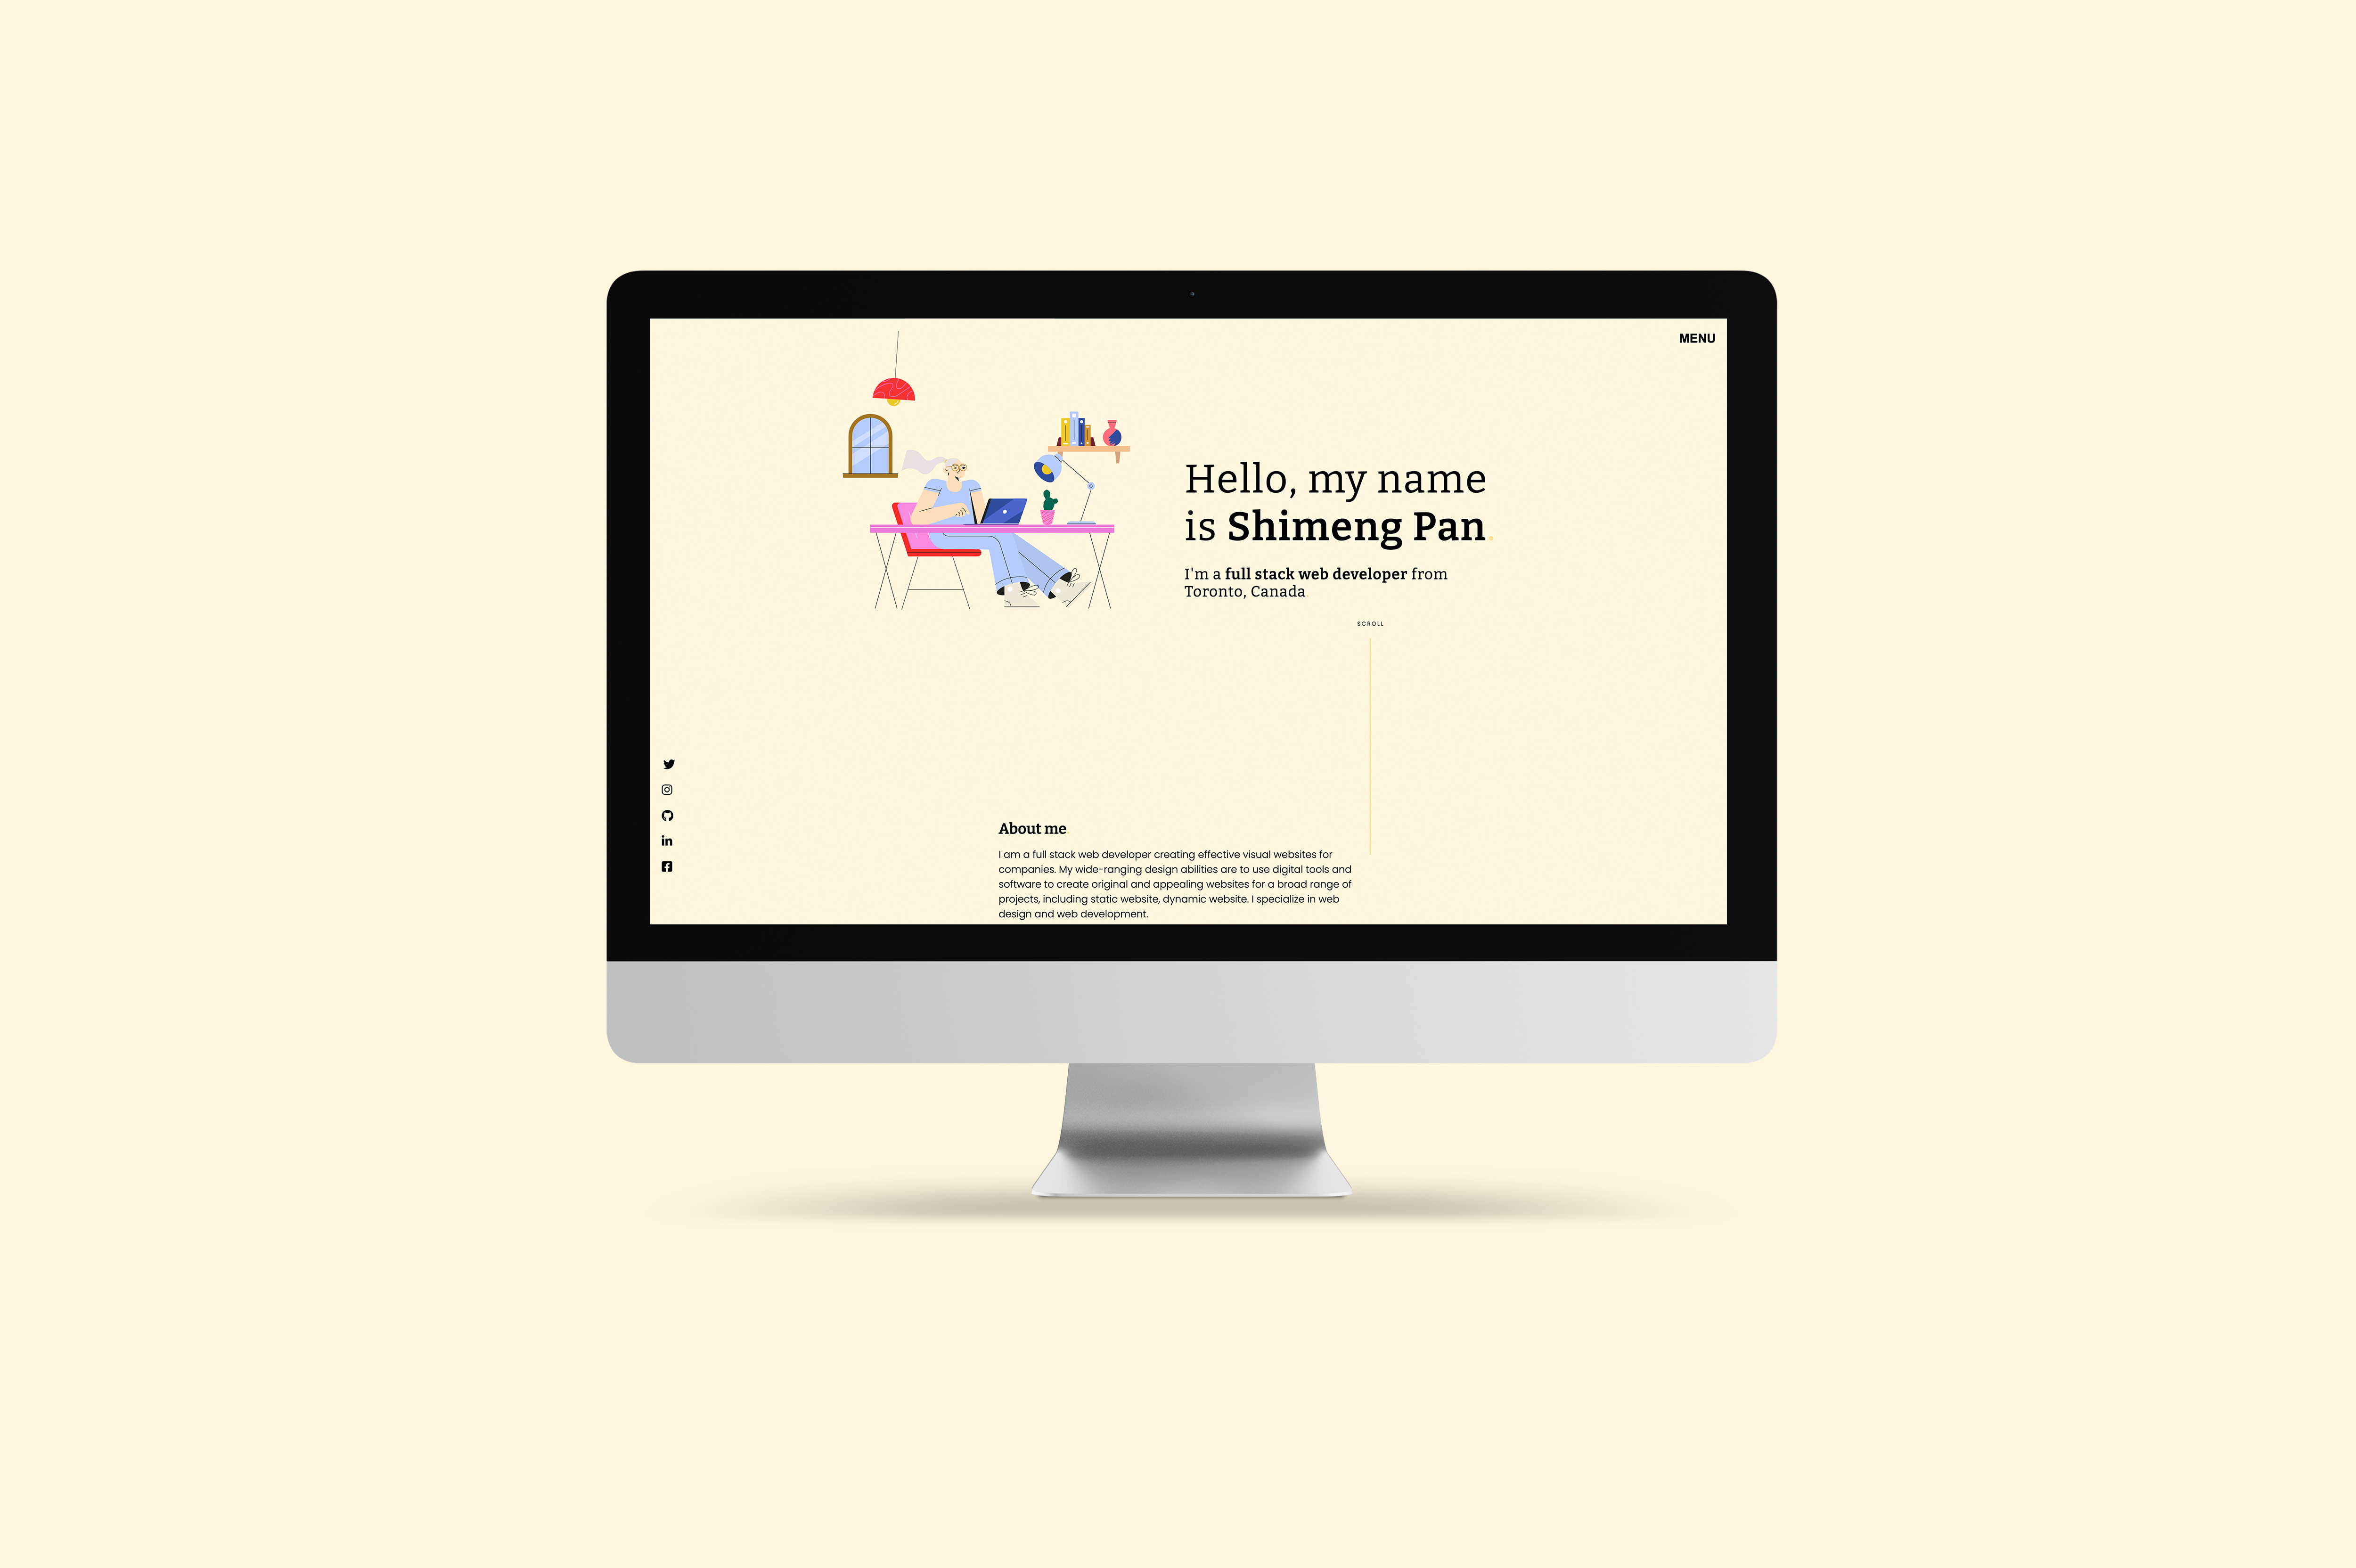 MENU
Hello, my name
is Shimeng Pan.
I'm a full stack web developer from
Toronto, Canada
SCROLL
About me.
I am a full stack web developer creating effective visual websites for
companies. My wide-ranging design abilities are to use digital tools and
software to create original and appealing websites for a broad range of
projects, including static website, dynamic website. I specialize in web
design and web development.